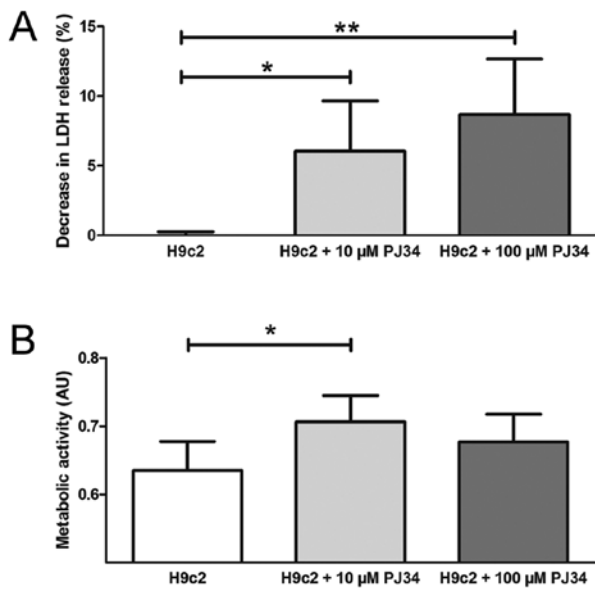 A
Decrease in LDH release (%)
15
10
5
0
*
**
H9c2
H9c2 + 10 µM PJ34
H9c2 + 100 µM PJ34
B
Metabolic activity (AU)
0.8
0.7
0.6
*
H9c2
H9c2 + 10 µM PJ34
H9c2 + 100 µM PJ34